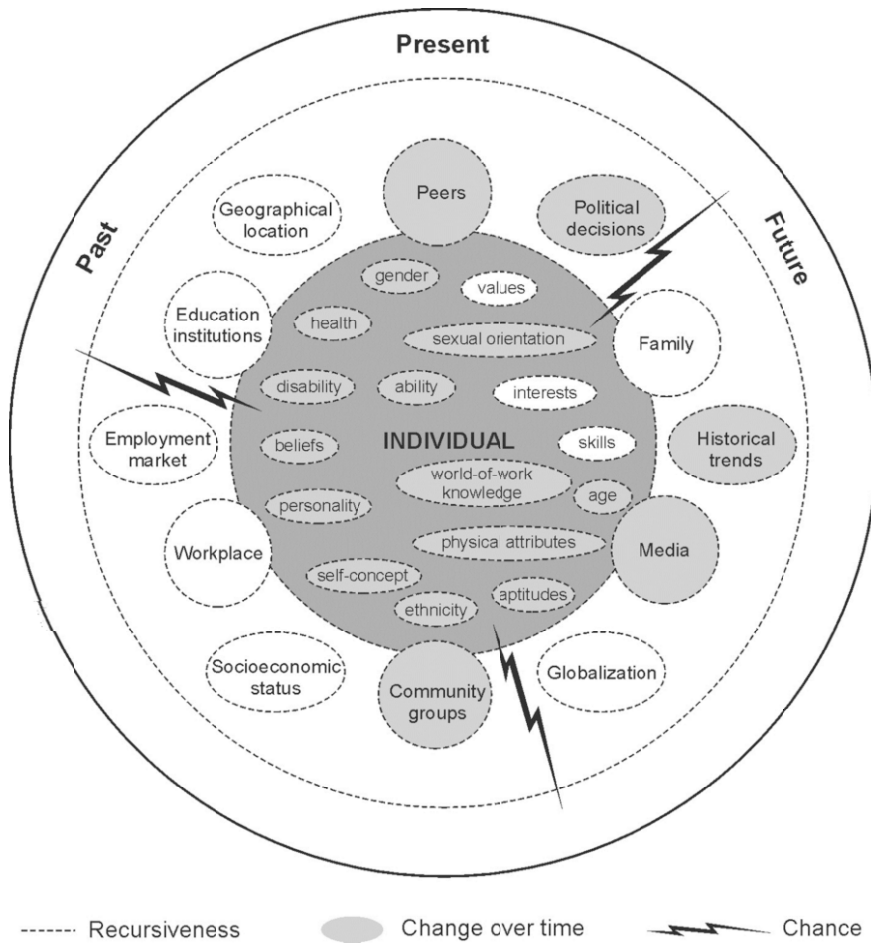 Present
Past
Future
Peers
Geographical
location
Political
decisions
Education
institutions
Family
Employment
market
Historical
trends
Workplace
Media
Socioeconomic
status
Community
groups
Globalization
gender
values
health
sexual orientation
disability
ability
interests
beliefs
INDIVIDUAL
skills
world-of-work
knowledge
age
personality
physical attributes
self-concept
ethnicity
aptitudes
Recursiveness
Change over time
Chance